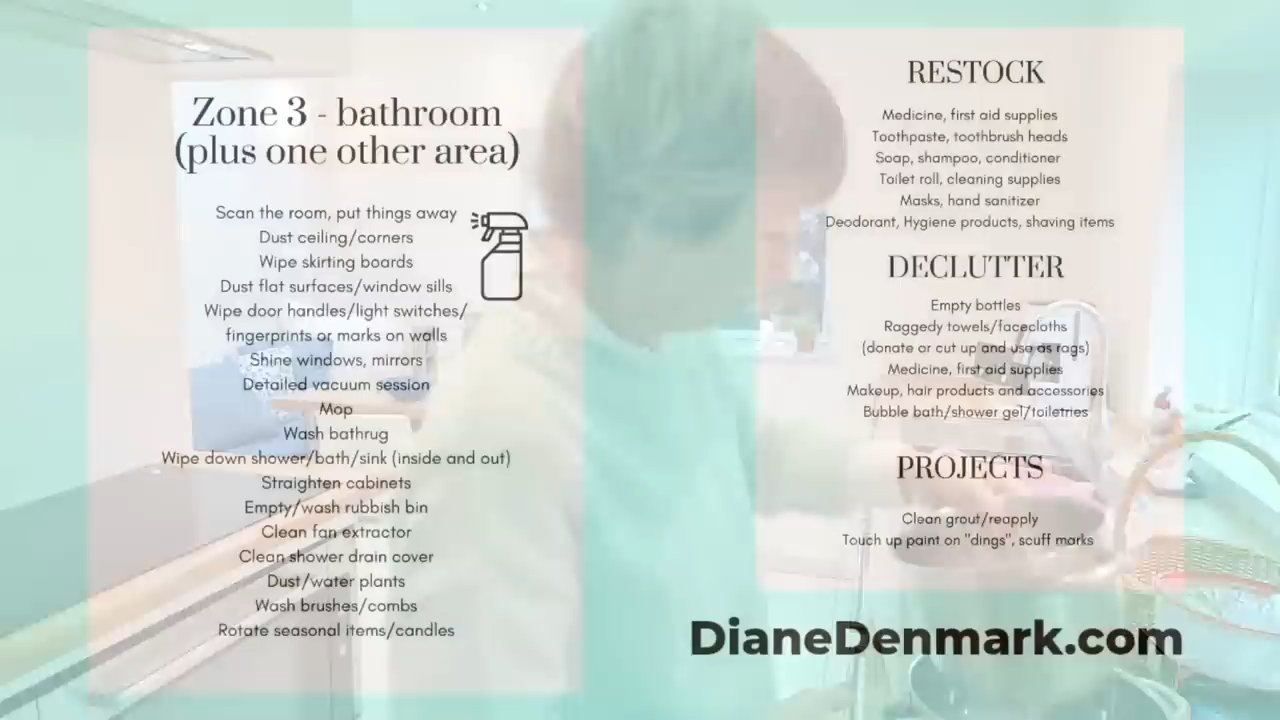 Zone 3 - bathroom
(plus one other area)
Scan the room, put things away
Dust ceiling/corners
Wipe skirting boards
Dust flat surfaces/window sills
Wipe door handles/light switches/
fingerprints or marks on walls
Shine windows, mirrors
Detailed vacuum session
Mop
Wash bathrug
Wipe down shower/bath/sink (inside and out)
Straighten cabinets
Empty/wash rubbish bin
Clean fan extractor
Clean shower drain cover
Dust/water plants
Wash brushes/combs
Rotate seasonal items/candles
RESTOCK
Medicine, first aid supplies
Toothpaste, toothbrush heads
Soap, shampoo, conditioner
Toilet roll, cleaning supplies
Masks, hand sanitizer
Deodorant, Hygiene products, shaving items
DECLUTTER
Empty bottles
Raggedy towels/facecloths
(donate or cut up and use as rags)
Medicine, first aid supplies
Makeup, hair products and accessories
Bubble bath/shower gel/toiletries
PROJECTS
Clean grout/reapply
Touch up paint on "dings", scuff marks
DianeDenmark.com